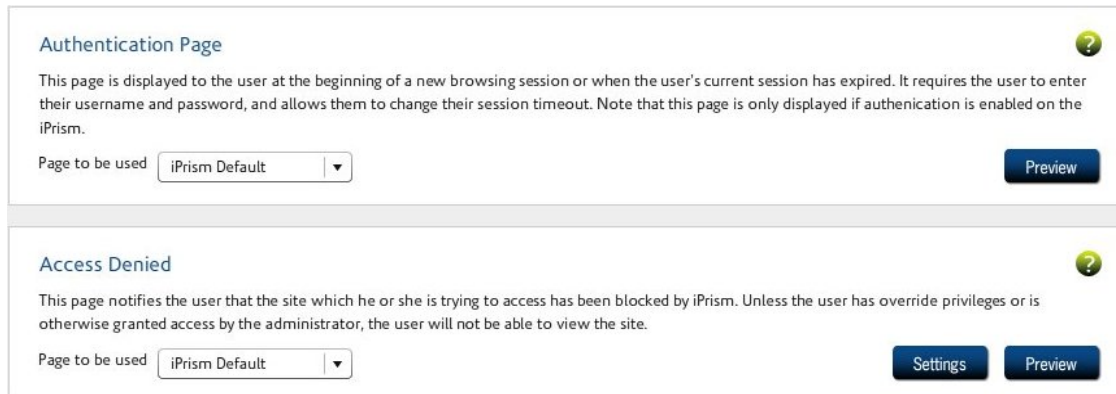 Authentication Page
?
This page is displayed to the user at the beginning of a new browsing session or when the user's current session has expired. It requires the user to enter
their username and password, and allows them to change their session timeout. Note that this page is only displayed if authenication is enabled on the
iPrism.
Page to be used iPrism Default Preview
Access Denied
?
This page notifies the user that the site which he or she is trying to access has been blocked by iPrism. Unless the user has override privileges or is
otherwise granted access by the administrator, the user will not be able to view the site.
Page to be used iPrism Default Settings Preview